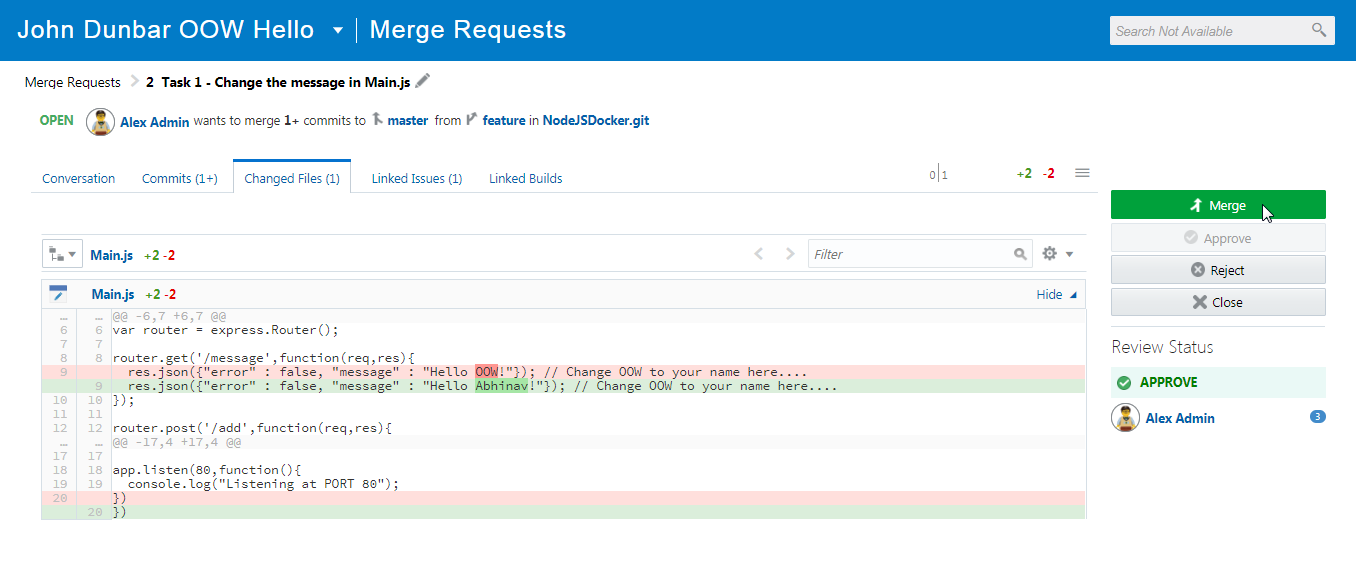 John Dunbar OOW Hello Merge Requests
Search Not Available
Merge Requests 2 Task 1 - Change the message in Main.js
OPEN Alex Admin wants to merge 1+ commits to master from feature in NodeJSDocker.git
Conversation Commits (1+) Changed Files (1) Linked Issues (1) Linked Builds 0 1 +2 -2
Merge
Approve
Reject
Close
Review Status
APPROVE
Alex Admin 3
Main.js +2 -2 Filter
Main.js +2 -2 Hide
... ... @@ -6,7 +6,7 @@
6 6 var router = express.Router();
7 7
8 8 router.get('/message',function(req,res){
9 res.json({"error" : false, "message" : "Hello OOW!"}); // Change OOW to your name here....
9 res.json({"error" : false, "message" : "Hello Abhinav!"}); // Change OOW to your name here....
10 10 });
11 11
12 12 router.post('/add',function(req,res){
... ... @@ -17,4 +17,4 @@
17 17
18 18 app.listen(80,function(){
19 19 console.log("Listening at PORT 80");
20 })
20 })